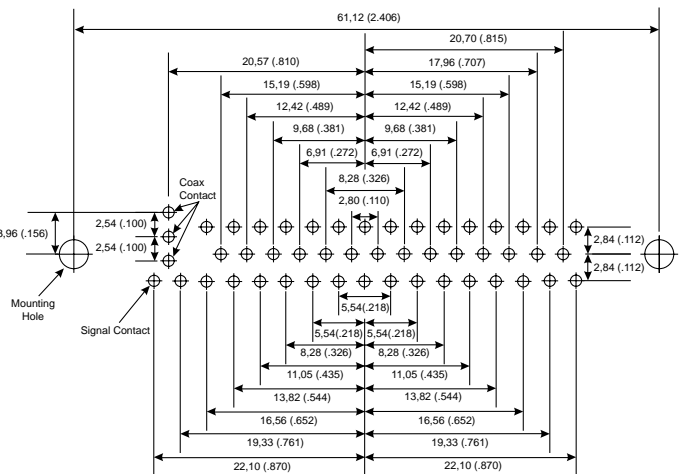 61,12 (2.406)
20,70 (.815)
20,57 (.810) 17,96 (.707)
15,19 (.598) 15,19 (.598)
12,42 (.489) 12,42 (.489)
9,68 (.381) 9,68 (.381)
6,91 (.272) 6,91 (.272)
Coax
Contact
8,28 (.326)
2,80 (.110)
2,54 (.100)
3,96 (.156)
2,54 (.100)
2,84 (.112)
2,84 (.112)
Mounting
Hole
Signal Contact
5,54 (.218)
5,54 (.218) 5,54 (.218)
8,28 (.326) 8,28 (.326)
11,05 (.435) 11,05 (.435)
13,82 (.544) 13,82 (.544)
16,56 (.652) 16,56 (.652)
19,33 (.761) 19,33 (.761)
22,10 (.870) 22,10 (.870)